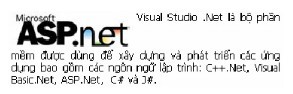 Microsoft
ASP.net
Visual Studio .Net là bộ phần
mềm được dùng để xây dựng và phát triển các ứng
dụng bao gồm các ngôn ngữ lập trình: C++.Net, Visual
Basic.Net, ASP.Net, C# và J#.